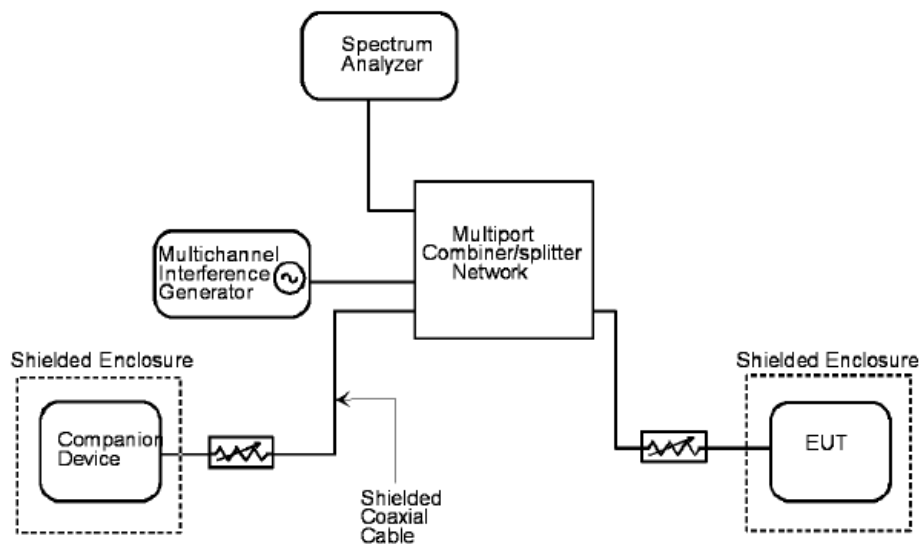 Spectrum
Analyzer
Multiport
Combiner/splitter
Network
Multichannel
Interference
Generator
Shielded Enclosure
Companion
Device
Shielded
Coaxial
Cable
Shielded Enclosure
EUT